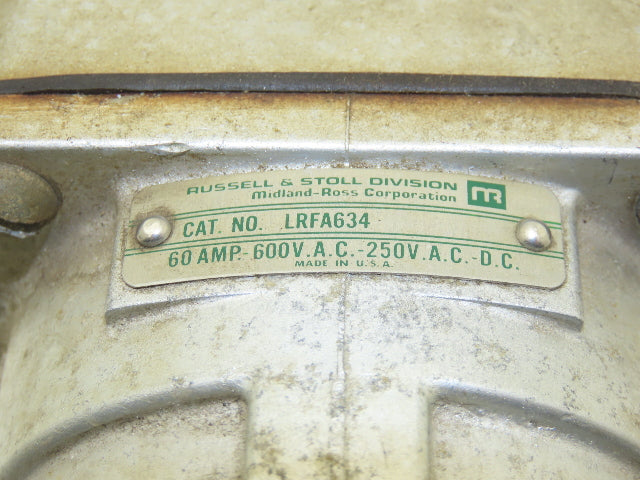 RUSSELL & STOLL DIVISION
Midland-Ross Corporation
CAT. NO. LRFA634
60 AMP.-600V.A.C.-250V.A.C.-D.C.
MADE IN U.S.A.